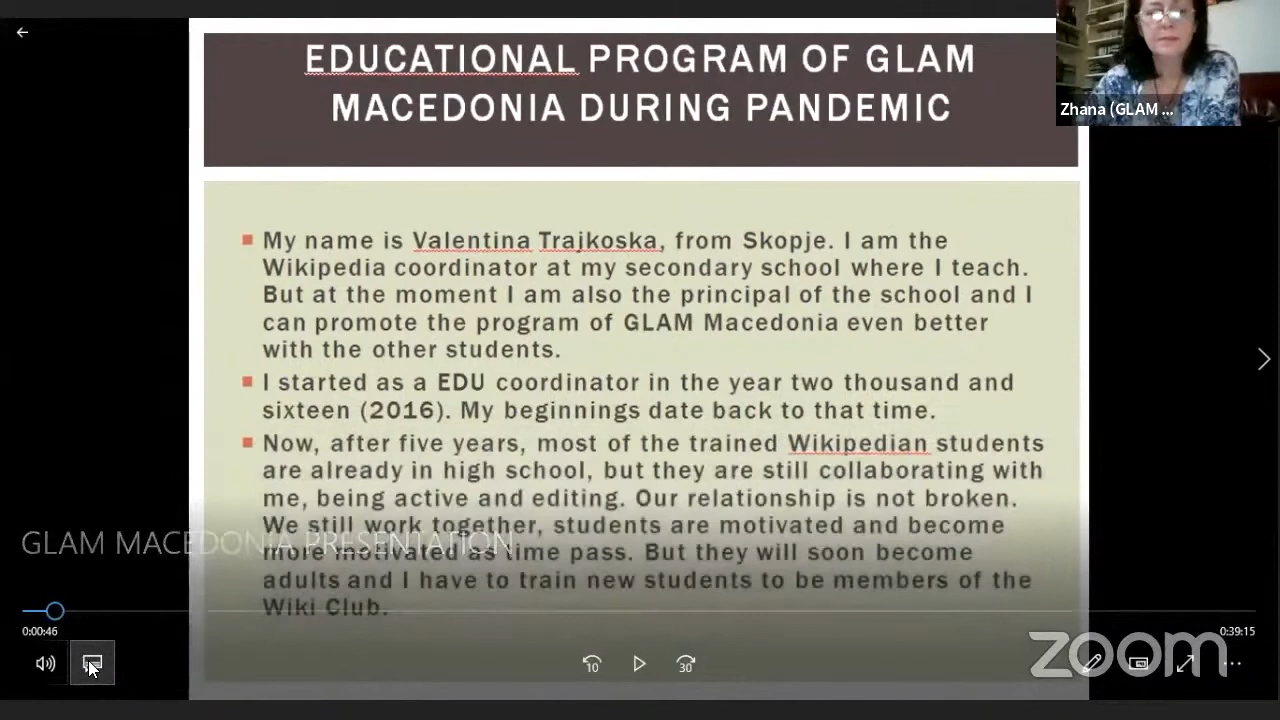 EDUCATIONAL PROGRAM OF GLAM
MACEDONIA DURING PANDEMIC
Zhana (GLAM ...
My name is Valentina Trajkoska, from Skopje. I am the
Wikipedia coordinator at my secondary school where I teach.
But at the moment I am also the principal of the school and I
can promote the program of GLAM Macedonia even better
with the other students.
I started as a EDU coordinator in the year two thousand and
sixteen (2016). My beginnings date back to that time.
Now, after five years, most of the trained Wikipedian students
are already in high school, but they are still collaborating with
me, being active and editing. Our relationship is not broken.
We still work together, students are motivated and become
more motivated as time pass. But they will soon become
adults and I have to train new students to be members of the
Wiki Club.
GLAM MACEDONIA PRESENTATION
0:00:46
0:39:15
10
30
zoom